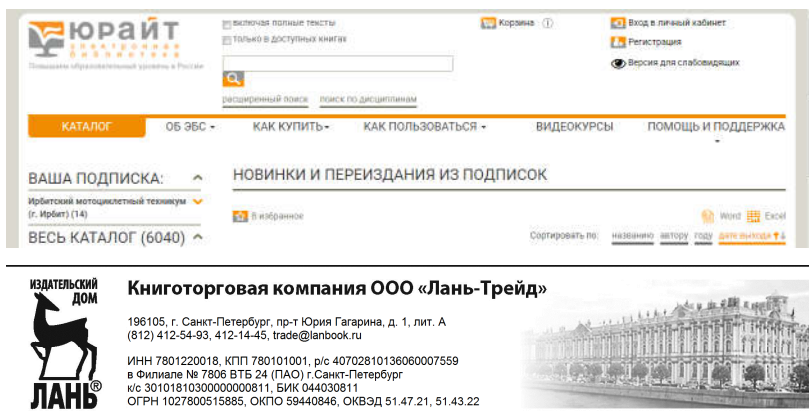 юрайт
электронная
библиотека
Повышаем образовательный уровень в России
включая полные тексты
только в доступных книгах
Корзина
Вход в личный кабинет
Регистрация
Версия для слабовидящих
расширенный поиск поиск по дисциплинам
КАТАЛОГ ОБ ЭБС КАК КУПИТЬ КАК ПОЛЬЗОВАТЬСЯ ВИДЕОКУРСЫ ПОМОЩЬ И ПОДДЕРЖКА
ВАША ПОДПИСКА:
Ирбитский мотоциклетный техникум
(г. Ирбит) (14)
ВЕСЬ КАТАЛОГ (6040)
НОВИНКИ И ПЕРЕИЗДАНИЯ ИЗ ПОДПИСОК
В избранное
Word Excel
Сортировать по: названию автору году дате выхода
ИЗДАТЕЛЬСКИЙ
ДОМ
ЛАНЬ®
Книготорговая компания ООО «Лань-Трейд»
196105, г. Санкт-Петербург, пр-т Юрия Гагарина, д. 1, лит. А
(812) 412-54-93, 412-14-45, trade@lanbook.ru
ИНН 7801220018, КПП 780101001, р/с 40702810136060007559
в Филиале № 7806 ВТБ 24 (ПАО) г.Санкт-Петербург
к/с 30101810300000000811, БИК 044030811
ОГРН 1027800515885, ОКПО 59440846, ОКВЭД 51.47.21, 51.43.22